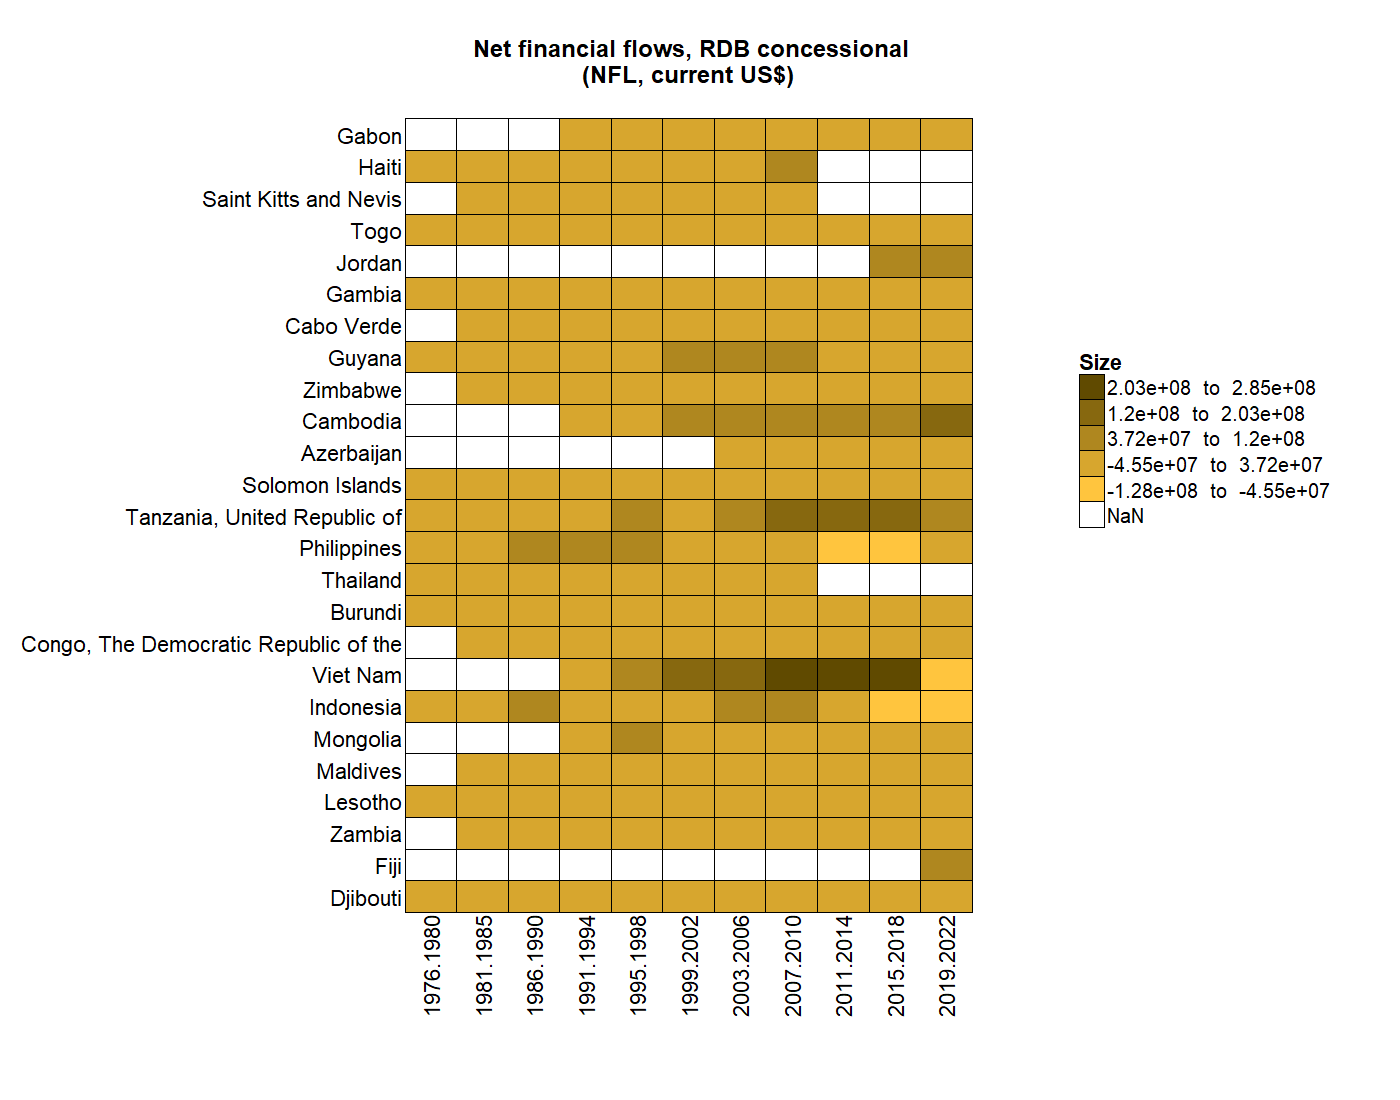 Net financial flows, RDB concessional
(NFL, current US$)
Gabon
Haiti
Saint Kitts and Nevis
Togo
Jordan
Gambia
Cabo Verde
Guyana
Zimbabwe
Cambodia
Azerbaijan
Solomon Islands
Tanzania, United Republic of
Philippines
Thailand
Burundi
Congo, The Democratic Republic of the
Viet Nam
Indonesia
Mongolia
Maldives
Lesotho
Zambia
Fiji
Djibouti
1976.1980
1981.1985
1986.1990
1991.1994
1995.1998
1999.2002
2003.2006
2007.2010
2011.2014
2015.2018
2019.2022
Size
2.03e+08 to 2.85e+08
1.2e+08 to 2.03e+08
3.72e+07 to 1.2e+08
-4.55e+07 to 3.72e+07
-1.28e+08 to -4.55e+07
NaN